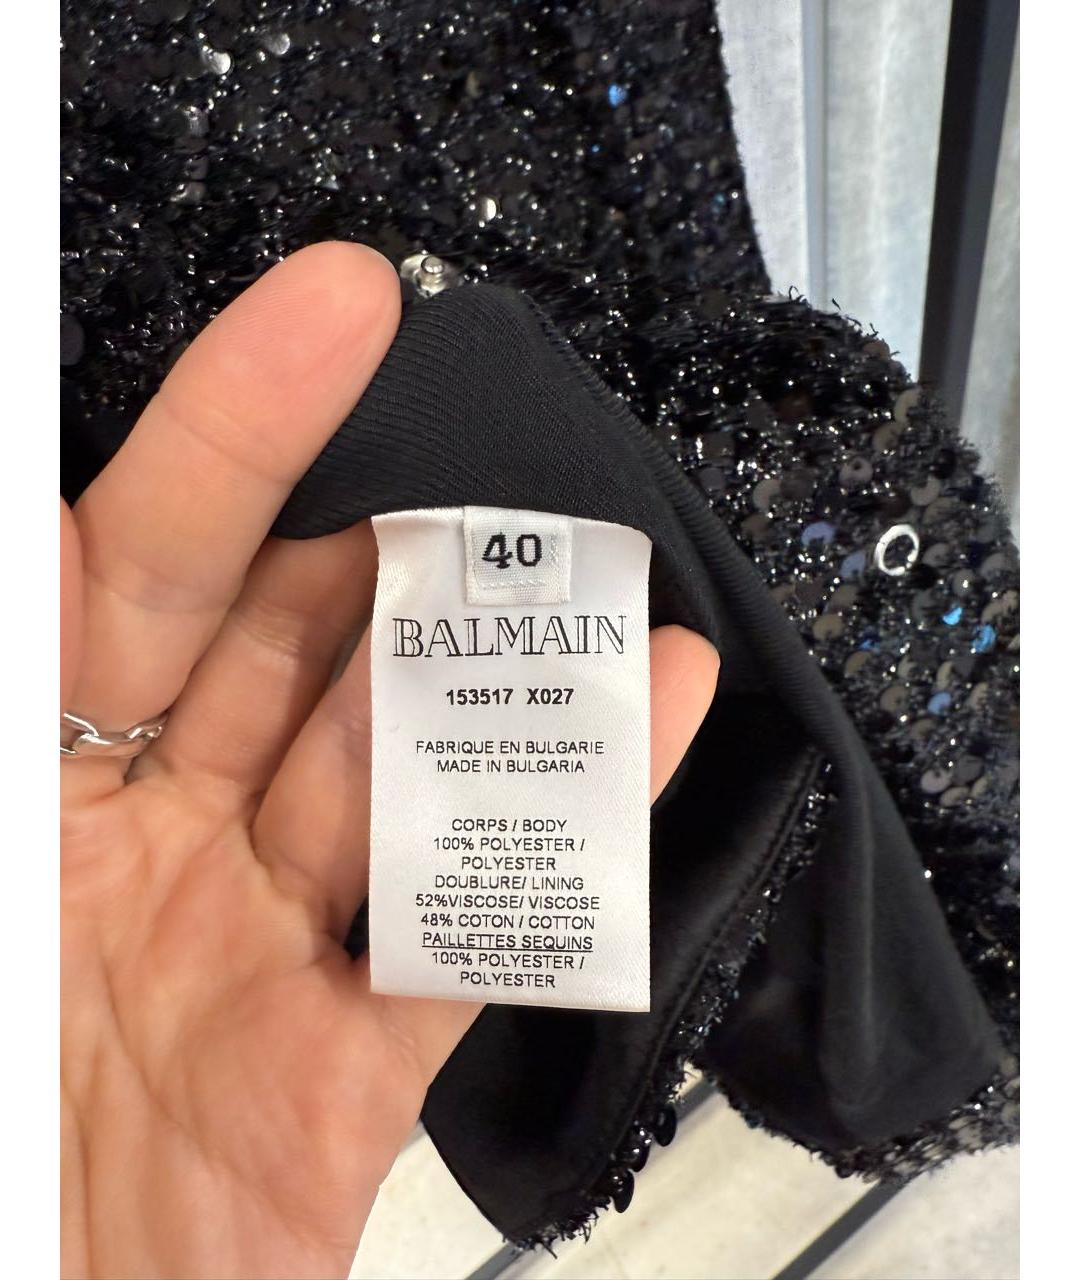 40
BALMAIN
153517 X027
FABRIQUE EN BULGARIE
MADE IN BULGARIA
CORPS / BODY
100% POLYESTER /
POLYESTER
DOUBLURE/ LINING
52%VISCOSE/ VISCOSE
48% COTON / COTTON
PAILLETTES SEQUINS
100% POLYESTER /
POLYESTER